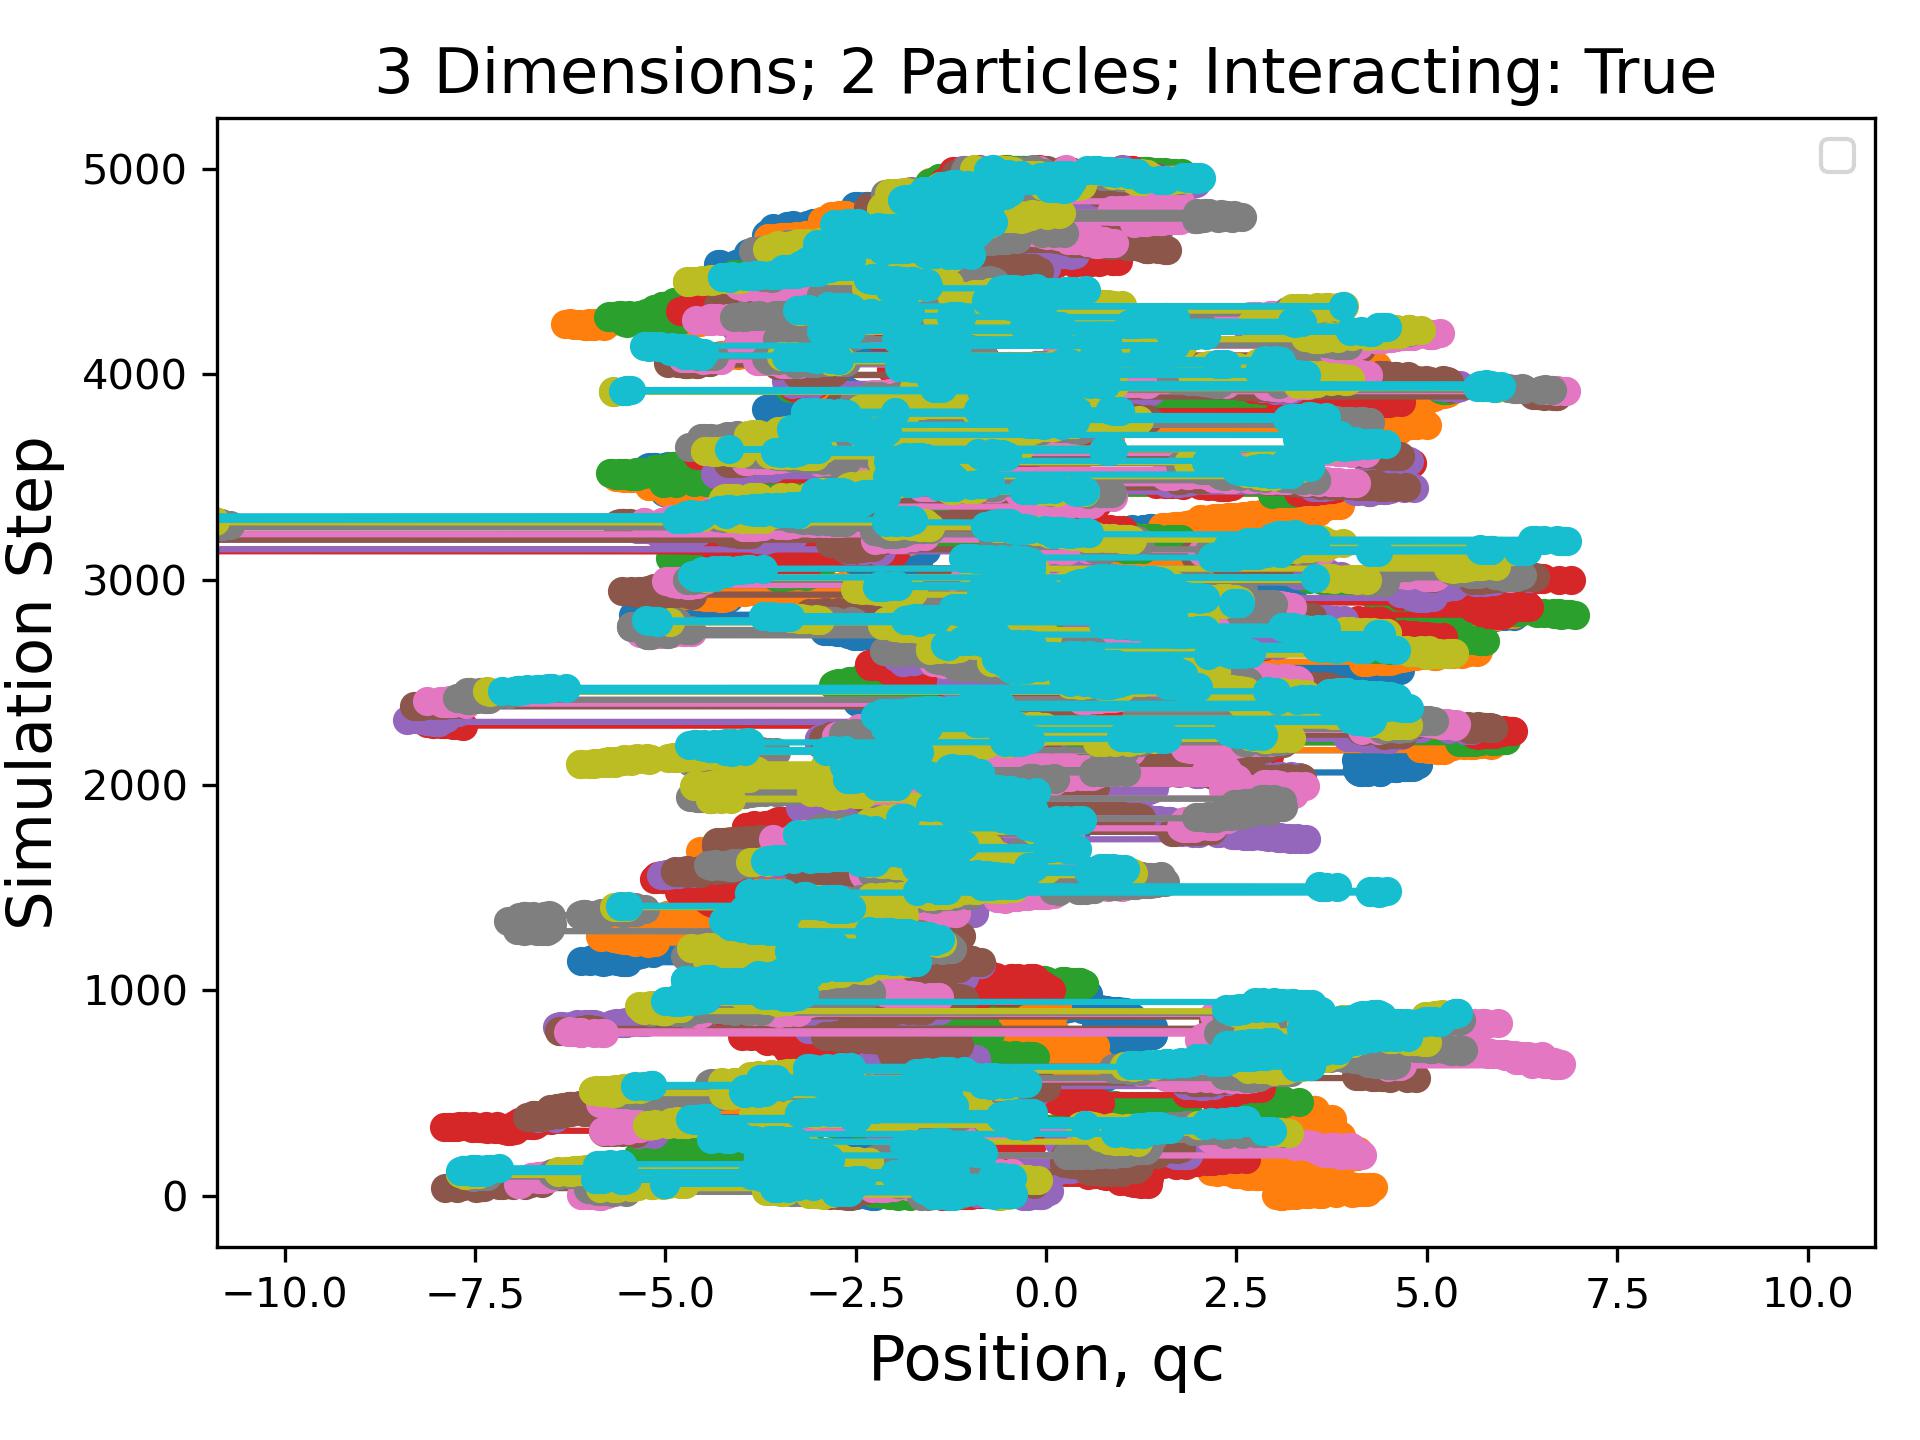 3 Dimensions; 2 Particles; Interacting: True
Simulation Step
5000
4000
3000
2000
1000
0
−10.0 −7.5 −5.0 −2.5 0.0 2.5 5.0 7.5 10.0
Position, qc